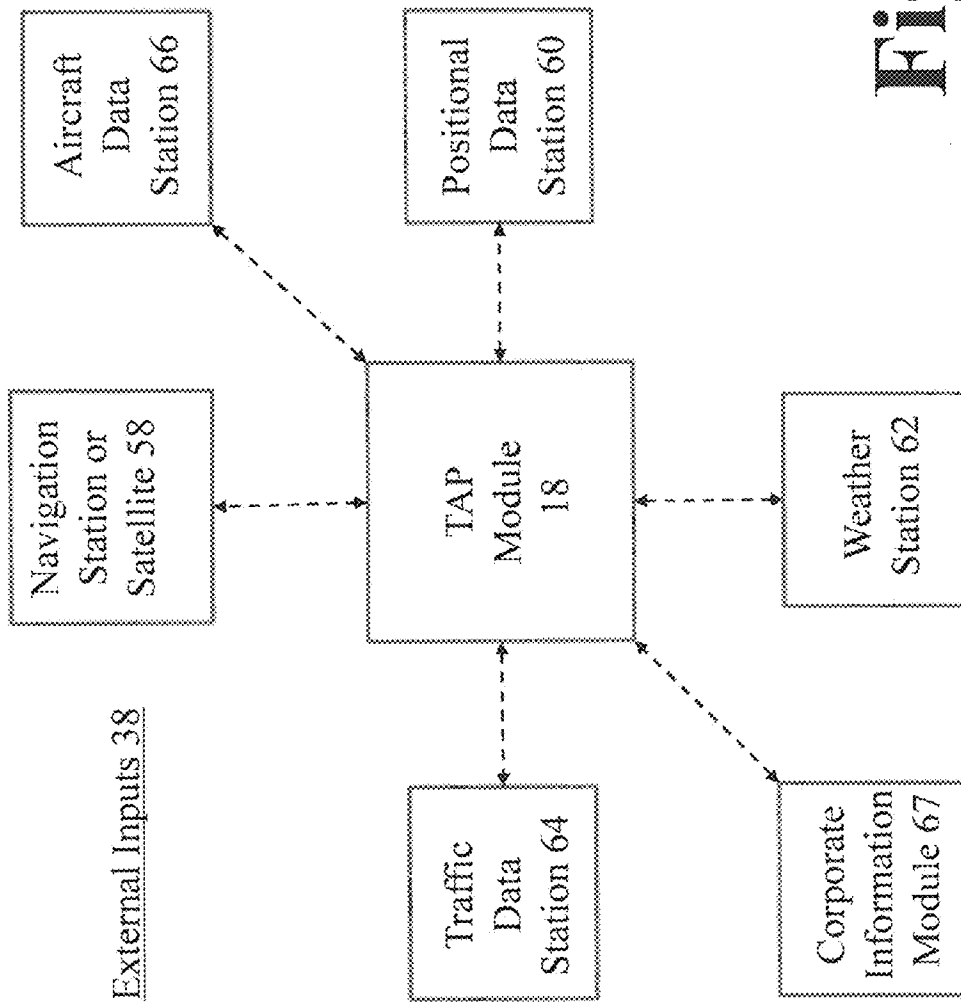 External Inputs 38
Navigation
Station or
Satellite 58
Aircraft
Data
Station 66
Traffic
Data
Station 64
TAP
Module
18
Positional
Data
Station 60
Corporate
Information
Module 67
Weather
Station 62